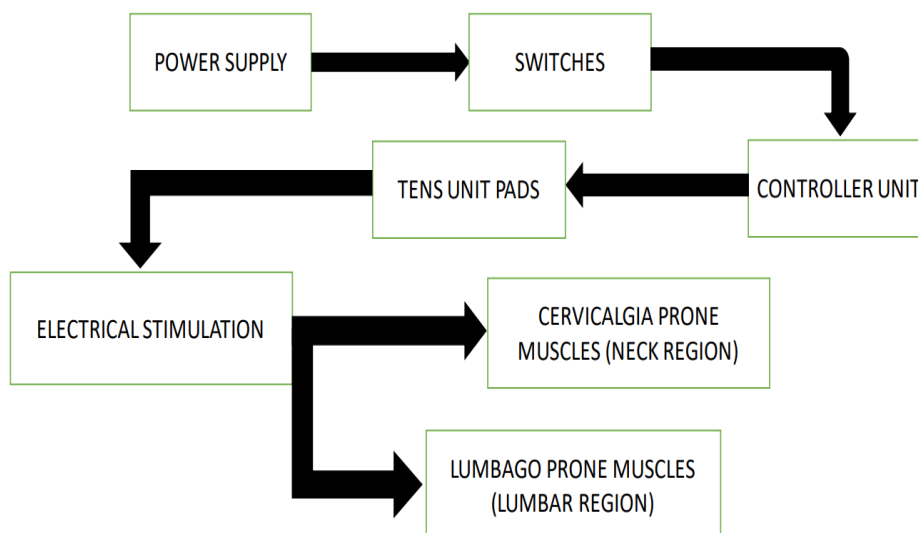 POWER SUPPLY
SWITCHES
CONTROLLER UNIT
TENS UNIT PADS
ELECTRICAL STIMULATION
CERVICALGIA PRONE
MUSCLES (NECK REGION)
LUMBAGO PRONE MUSCLES
(LUMBAR REGION)